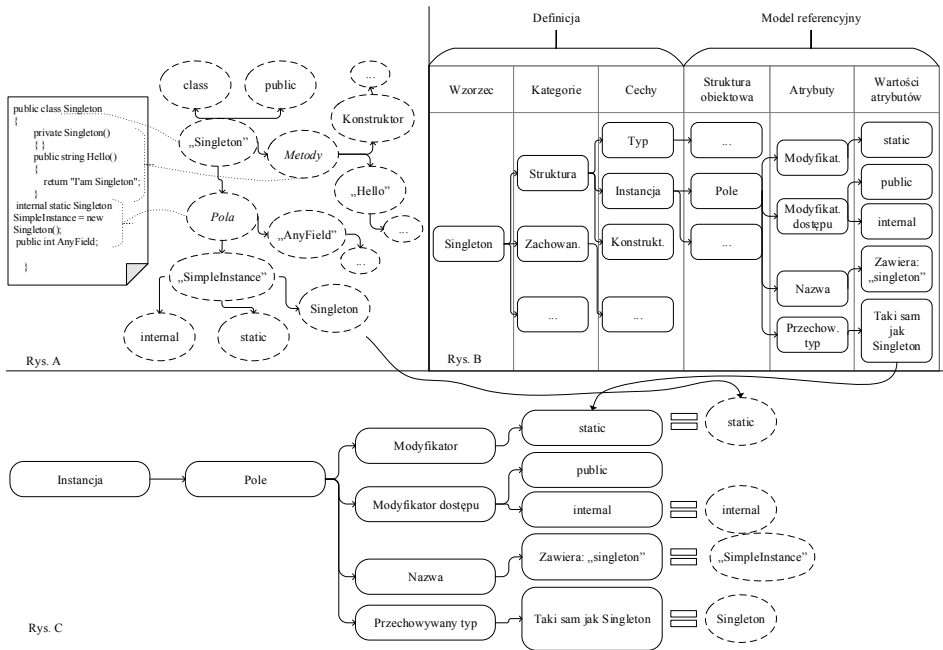 Definicja
Model referencyjny
Wzorzec
Kategorie
Cechy
Struktura
obiektowa
Atrybuty
Wartości
atrybutów
public class Singleton
{
private Singleton()
{ }
public string Hello()
{
return "I'am Singleton";
}
internal static Singleton
SimpleInstance = new
Singleton();
public int AnyField;
}
class
public
...
Konstruktor
„Singleton”
Metody
„Hello”
...
Pola
„AnyField”
...
„SimpleInstance”
Singleton
internal
static
Rys. A
Singleton
Struktura
Zachowan.
...
Typ
Instancja
Konstrukt.
...
...
Pole
...
Modyfikat.
Modyfikat.
dostępu
Nazwa
Przechow.
typ
static
public
internal
Zawiera:
„singleton”
Taki sam
jak
Singleton
Rys. B
Instancja
Pole
Modyfikator
Modyfikator dostępu
Nazwa
Przechowywany typ
static
public
internal
Zawiera: „singleton”
Taki sam jak Singleton
static
internal
„SimpleInstance”
Singleton
Rys. C